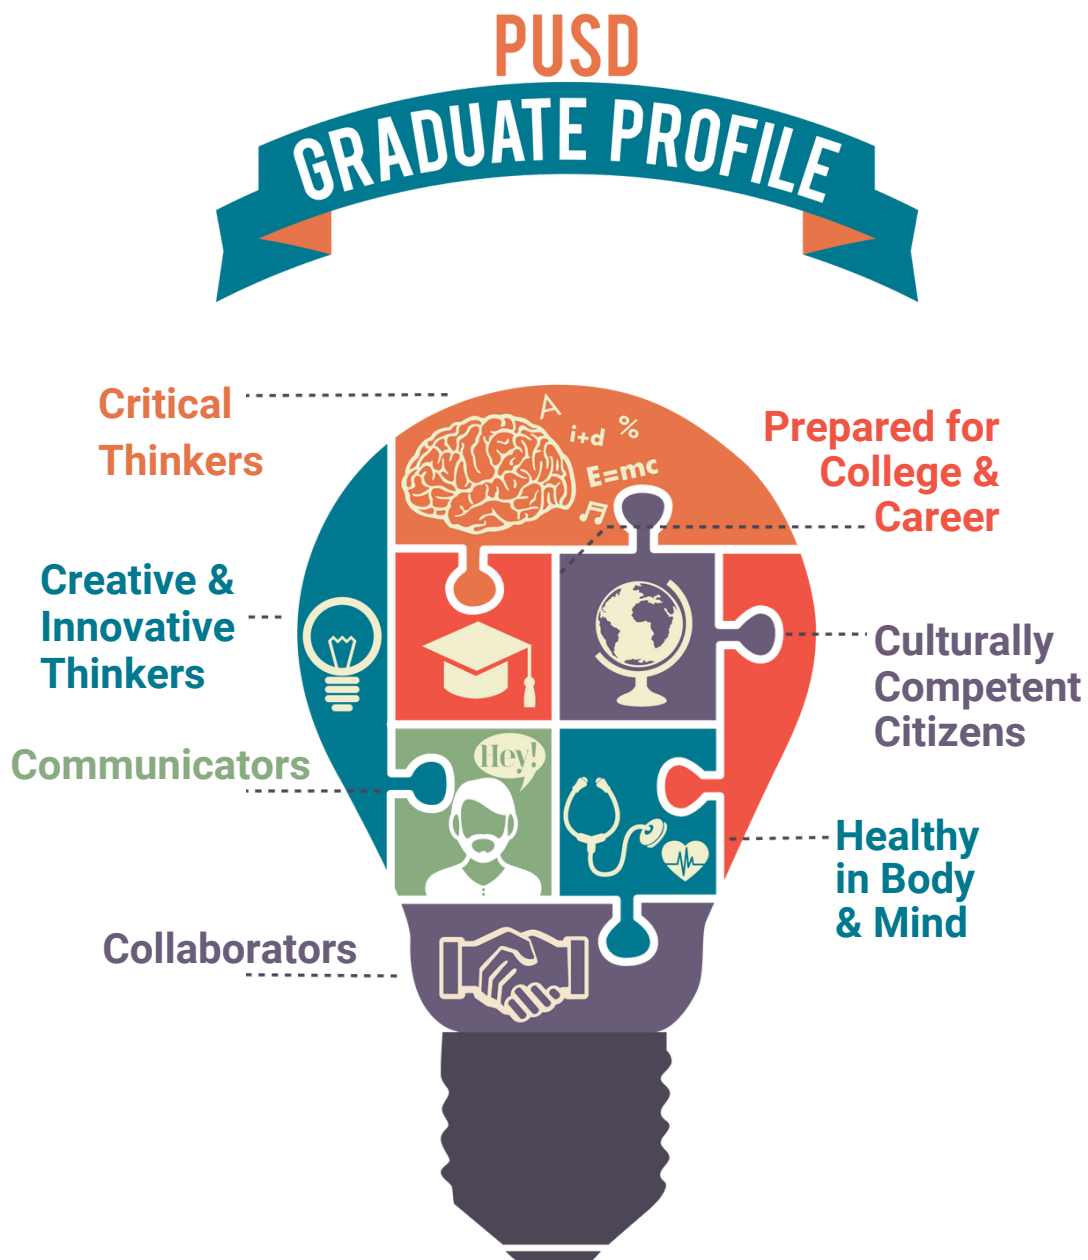 PUSD
GRADUATE PROFILE
Critical
Thinkers
A
i+d
%
E=mc
Prepared for
College &
Career
Creative &
Innovative
Thinkers
Culturally
Competent
Citizens
Communicators
Hey!
Healthy
in Body
& Mind
Collaborators